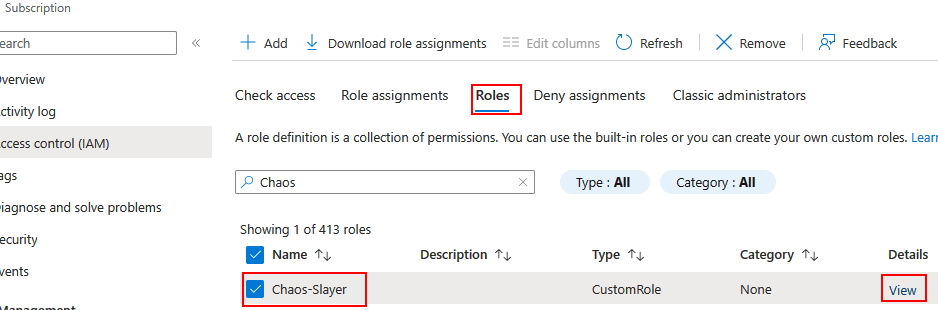 Subscription
earch
«
Add
Download role assignments
Edit columns
Refresh
Remove
Feedback
verview
ctivity log
ccess control (IAM)
ags
iagnose and solve problems
ecurity
vents
Management
Check access
Role assignments
Roles
Deny assignments
Classic administrators
A role definition is a collection of permissions. You can use the built-in roles or you can create your own custom roles. Learn
Chaos
Type : All
Category : All
Showing 1 of 413 roles
Name ↑↓ Description ↑↓ Type ↑↓ Category ↑↓ Details
Chaos-Slayer CustomRole None View